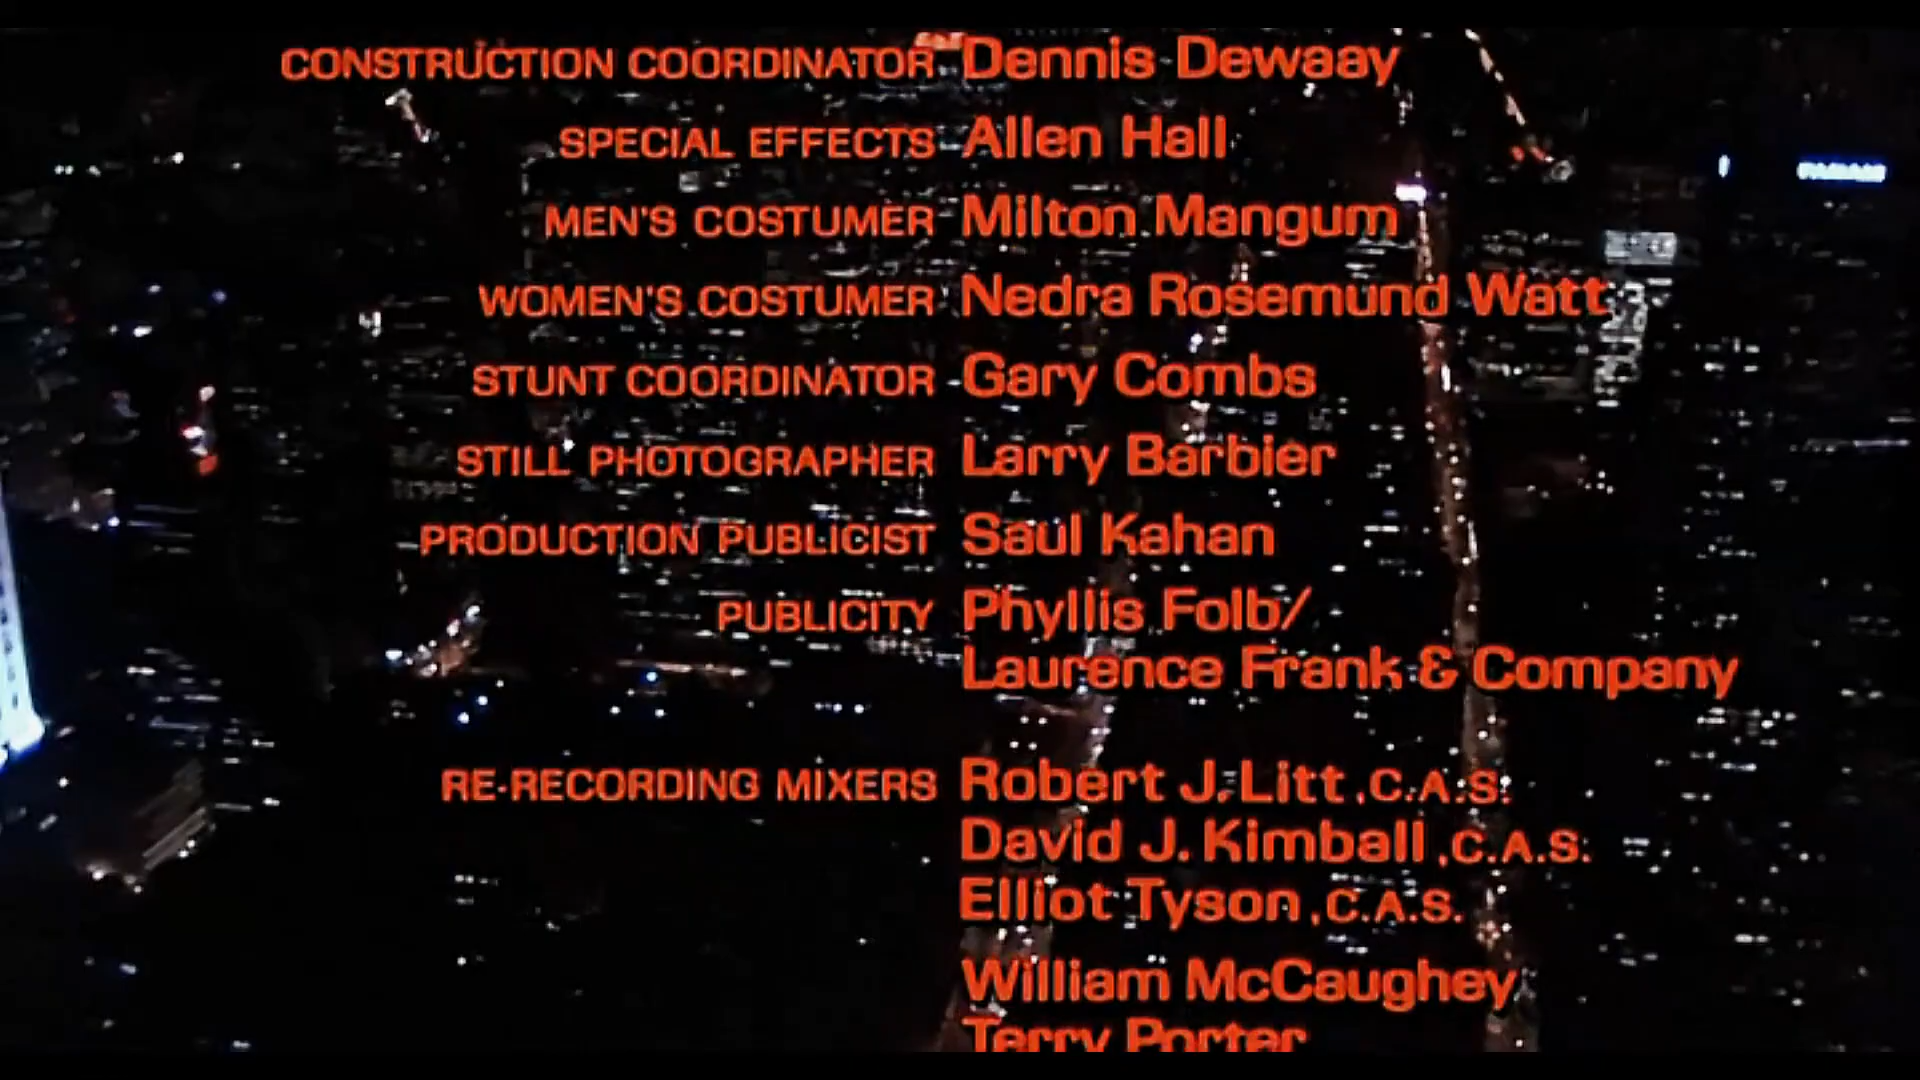 CONSTRUCTION COORDINATOR Dennis Dewaay
SPECIAL EFFECTS Allen Hall
MEN'S COSTUMER Milton Mangum
WOMEN'S COSTUMER Nedra Rosemund Watt
STUNT COORDINATOR Gary Combs
STILL PHOTOGRAPHER Larry Barbier
PRODUCTION PUBLICIST Saul Kahan
PUBLICITY Phyllis Folb/
Laurence Frank & Company
RE-RECORDING MIXERS Robert J. Litt, C.A.S.
David J. Kimball, C.A.S.
Elliot Tyson, C.A.S.
William McCaughey
Terry Porter